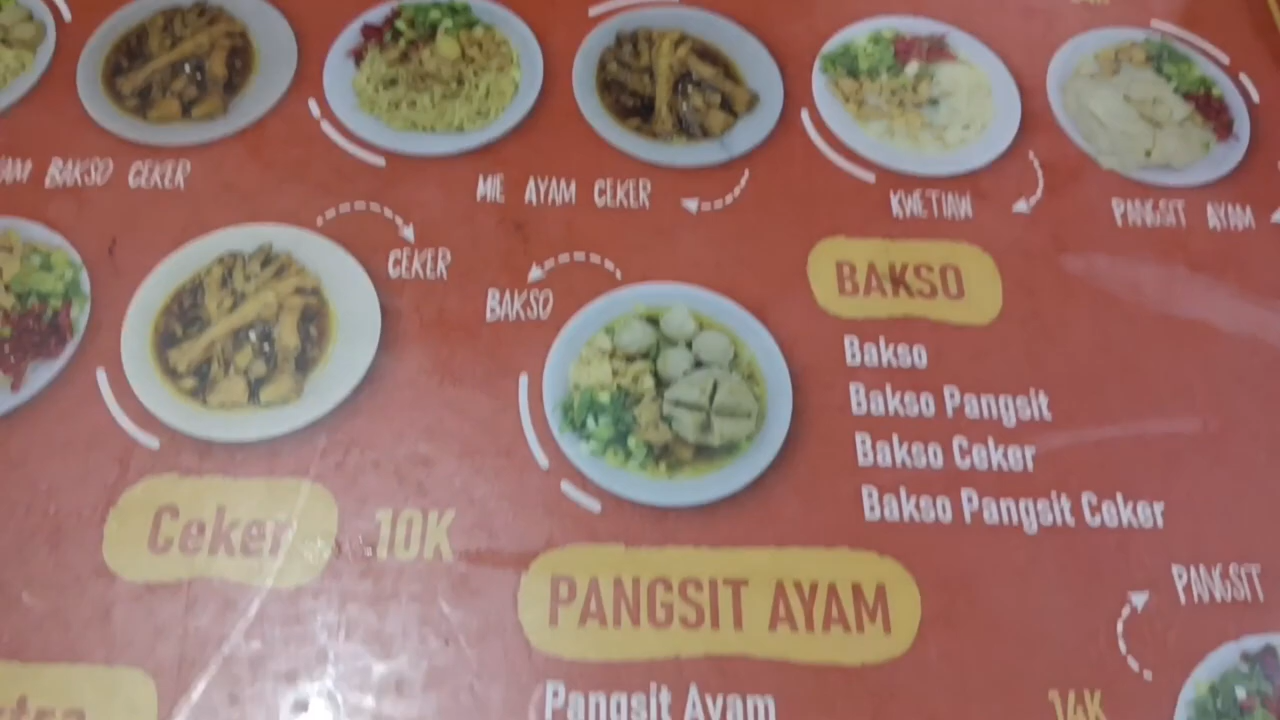 BAKSO CEKER
MIE AYAM CEKER
KWETIAW
PANGSIT AYAM
CEKER
BAKSO
BAKSO
Bakso
Bakso Pangsit
Bakso Ceker
Bakso Pangsit Ceker
Ceker 10K
PANGSIT AYAM
PANGSIT
Pangsit Ayam
14K